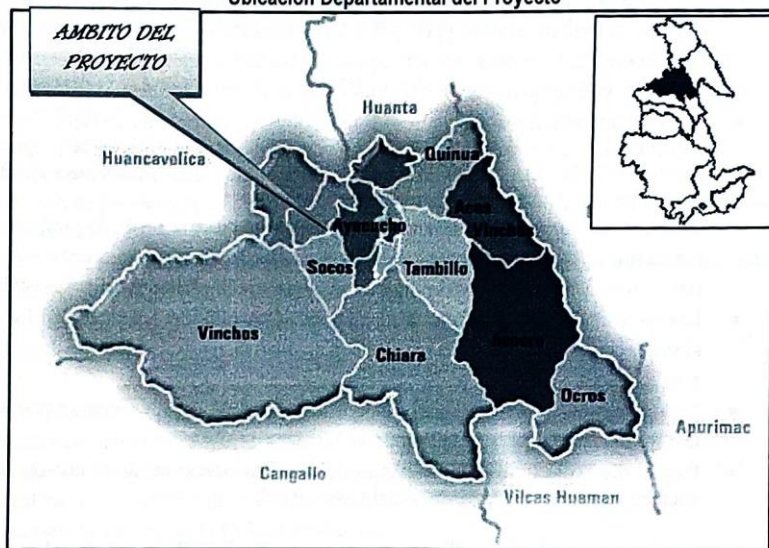 Ubicación Departamental del Proyecto
AMBITO DEL
PROYECTO
Huanta
Huancavelica
Quinua
Acos
Vinchos
Ayacucho
Socos
Tambillo
Vinchos
Chiara
Ocros
Apurimac
Cangallo
Vilcas Huaman